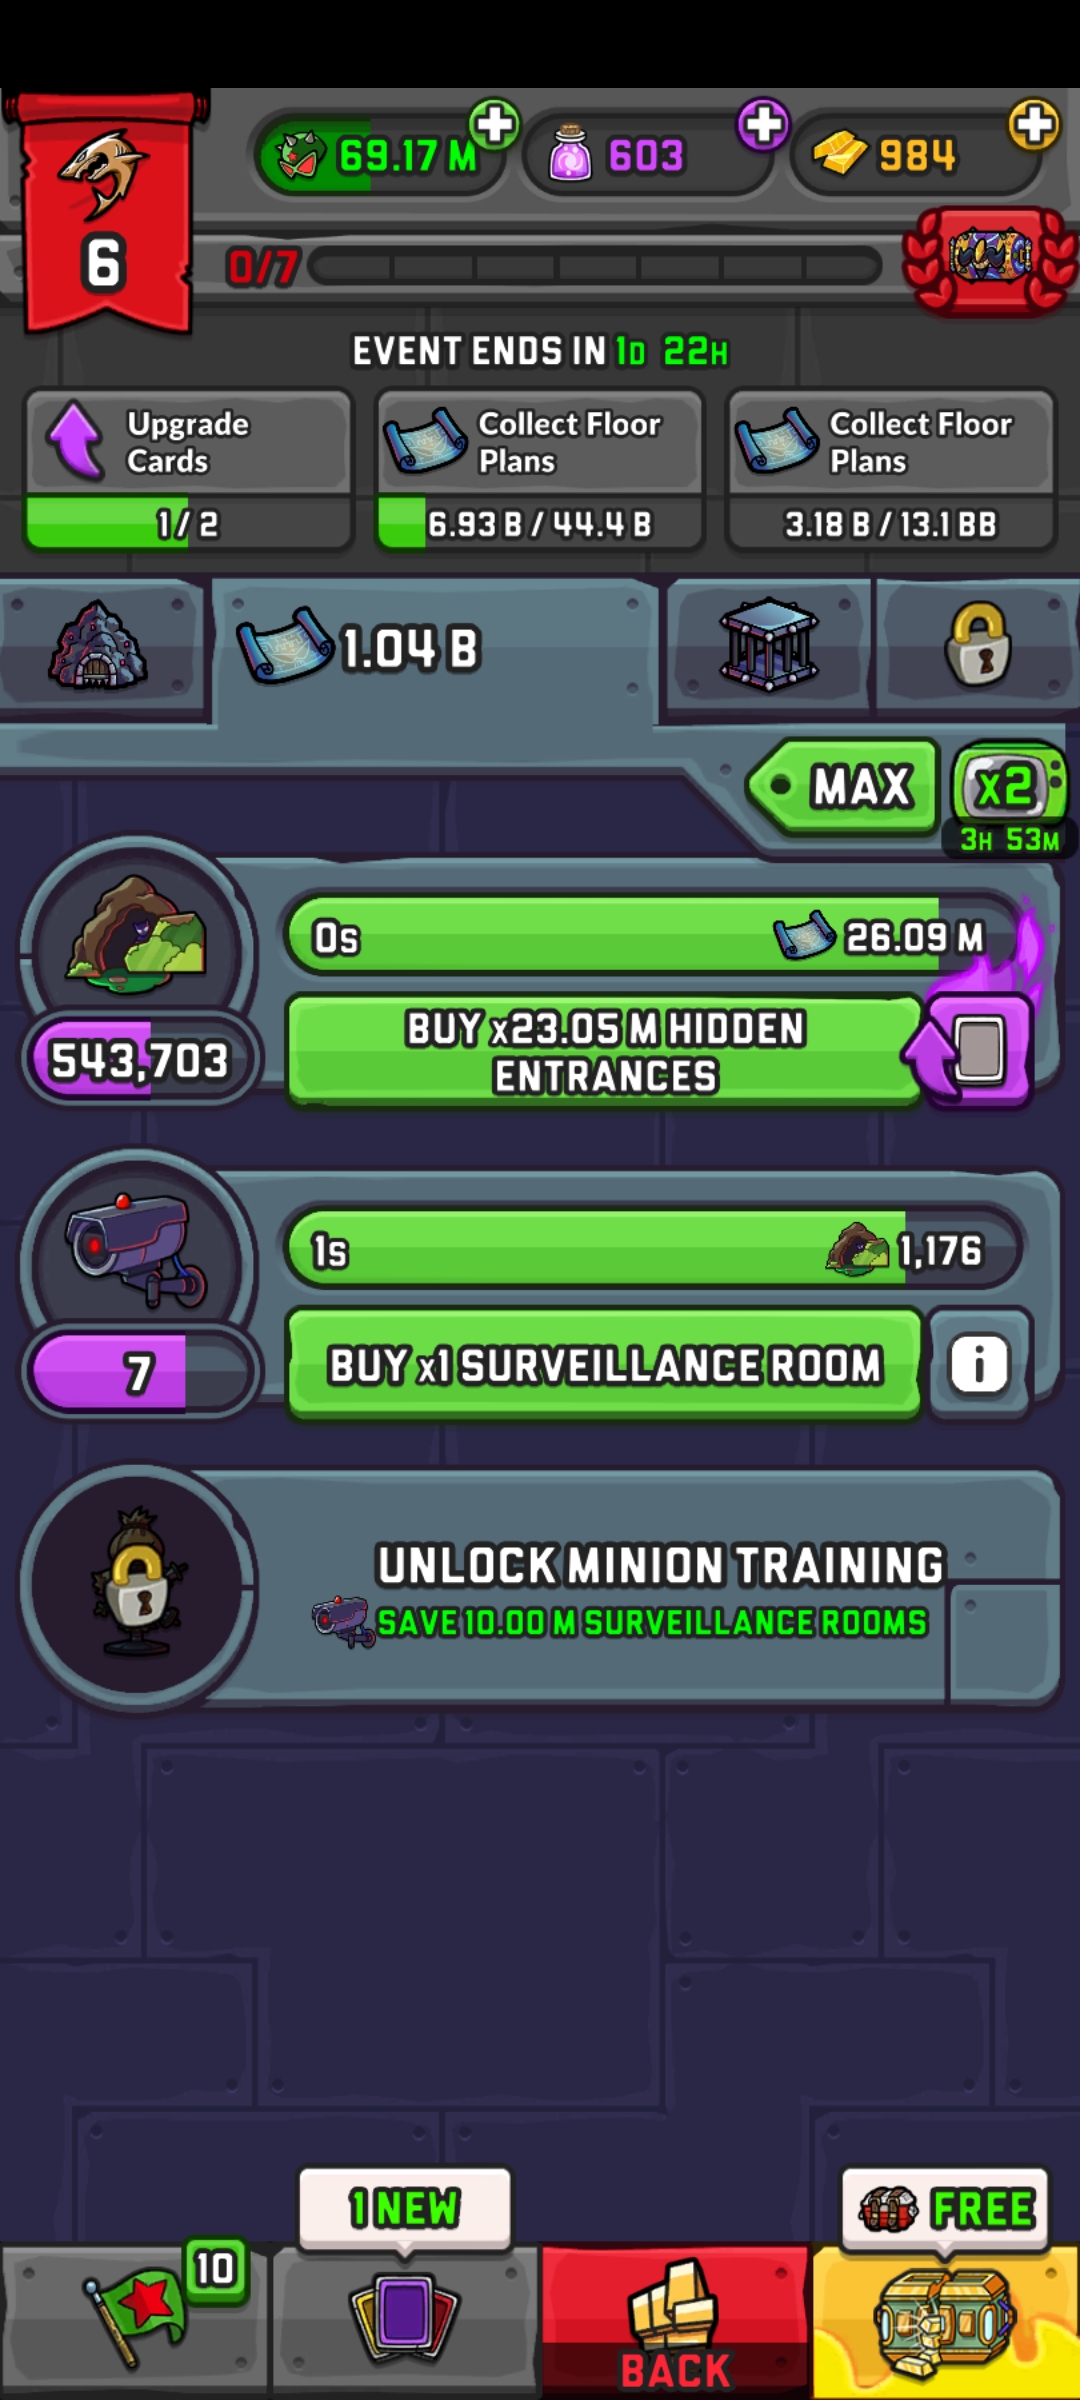 69.17 M
603
984
6
0/7
EVENT ENDS IN 1D 22H
Upgrade
Cards
1/2
Collect Floor
Plans
6.93 B / 44.4 B
Collect Floor
Plans
3.18 B / 13.1 BB
1.04 B
MAX
x2
3H 53M
0s
26.09 M
543,703
BUY x23.05 M HIDDEN
ENTRANCES
1s
1,176
7
BUY x1 SURVEILLANCE ROOM
i
UNLOCK MINION TRAINING
SAVE 10.00 M SURVEILLANCE ROOMS
10
1 NEW
BACK
FREE